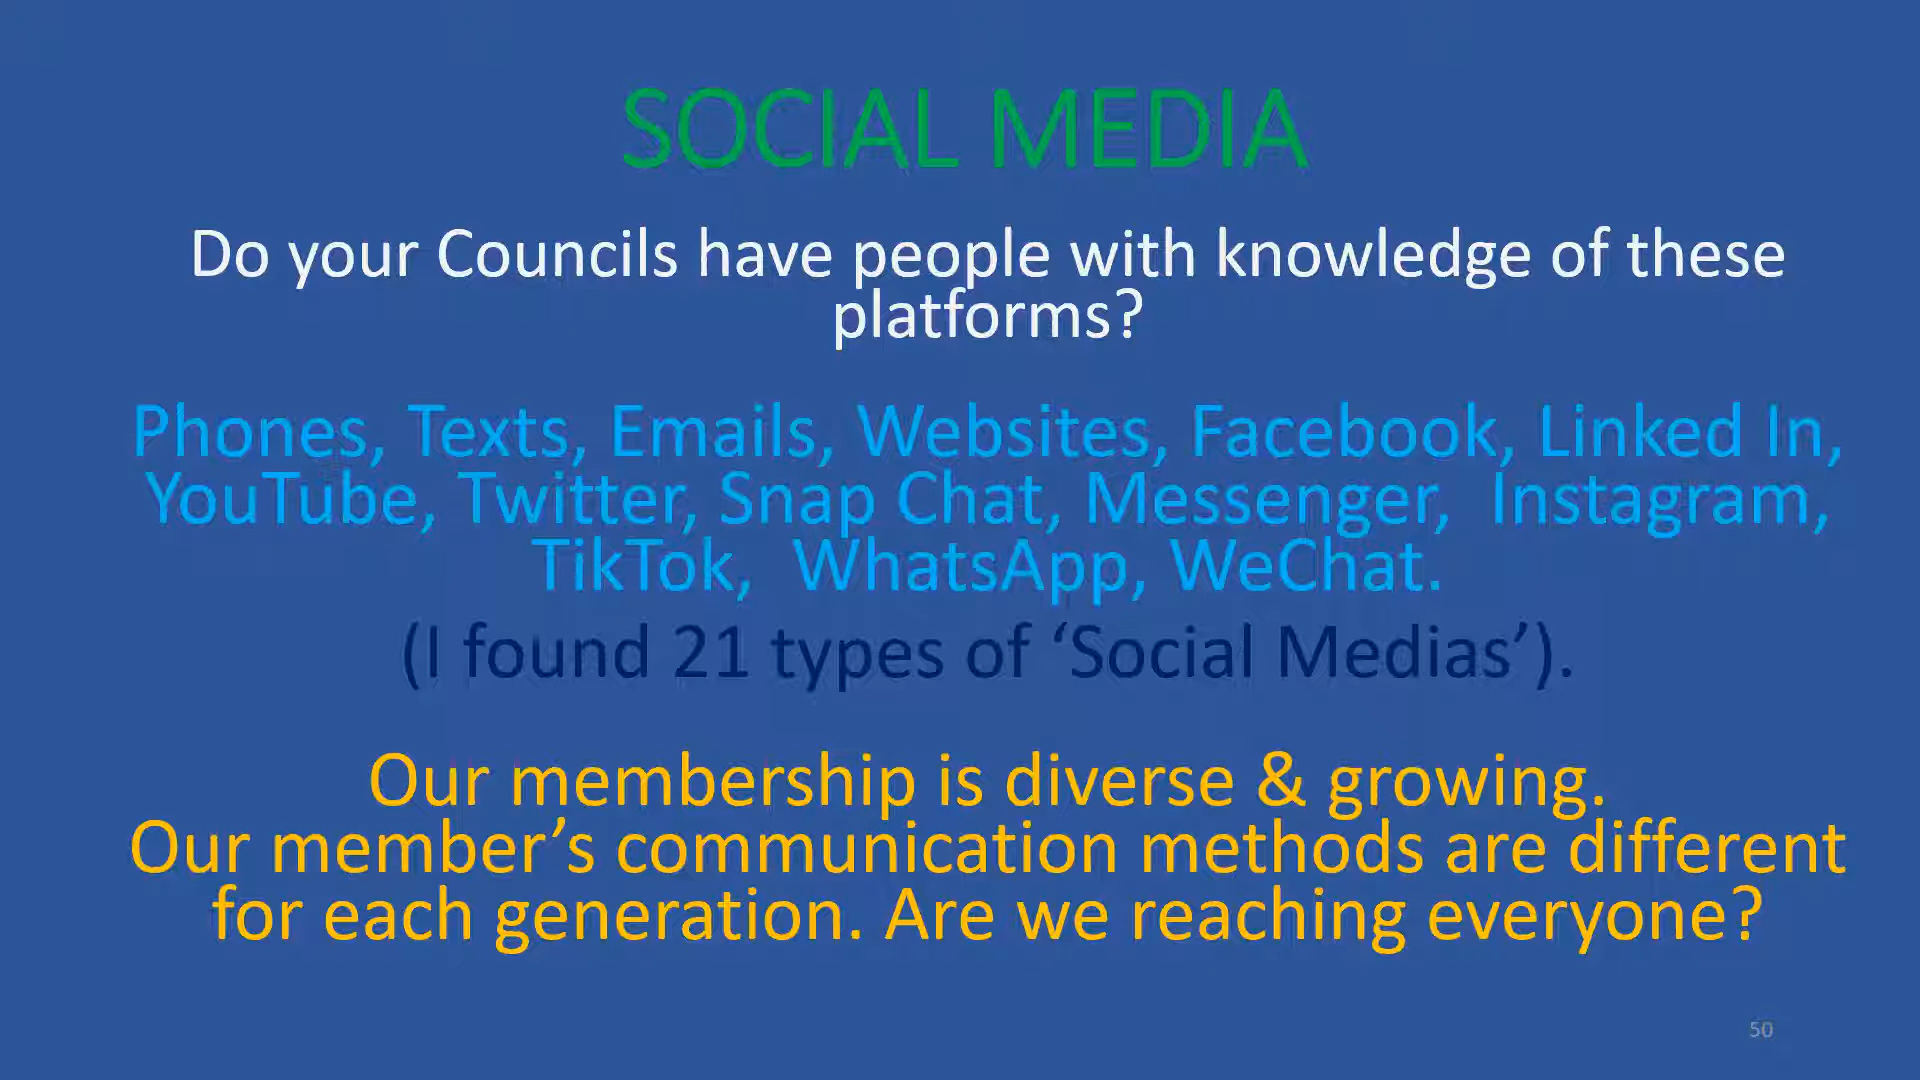 SOCIAL MEDIA
Do your Councils have people with knowledge of these
platforms?
Phones, Texts, Emails, Websites, Facebook, Linked In,
YouTube, Twitter, Snap Chat, Messenger,  Instagram,
TikTok,  WhatsApp, WeChat.
(I found 21 types of ‘Social Medias’).
Our membership is diverse & growing.
Our member’s communication methods are different
for each generation. Are we reaching everyone?
50